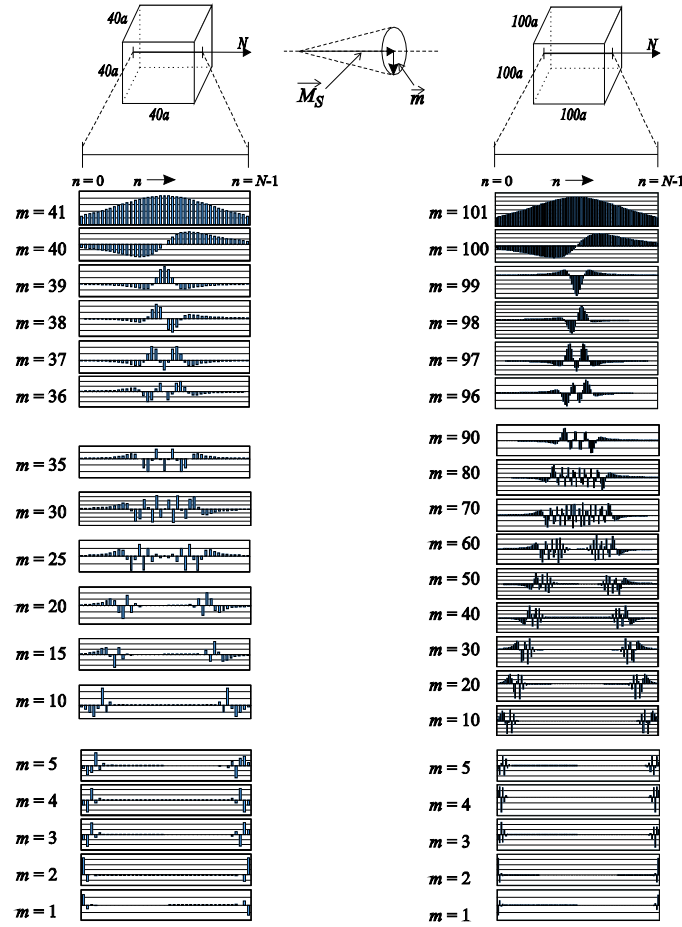 40a
N
40a
40a
M_S
m
100a
N
100a
100a
n = 0 n n = N-1
m = 41
m = 40
m = 39
m = 38
m = 37
m = 36
m = 35
m = 30
m = 25
m = 20
m = 15
m = 10
m = 5
m = 4
m = 3
m = 2
m = 1
n = 0 n n = N-1
m = 101
m = 100
m = 99
m = 98
m = 97
m = 96
m = 90
m = 80
m = 70
m = 60
m = 50
m = 40
m = 30
m = 20
m = 10
m = 5
m = 4
m = 3
m = 2
m = 1